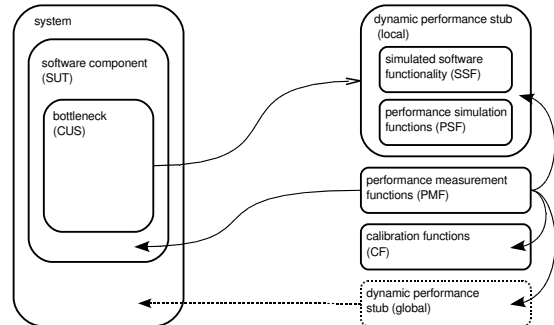 system
software component
(SUT)
bottleneck
(CUS)
dynamic performance stub
(local)
simulated software
functionality (SSF)
performance simulation
functions (PSF)
performance measurement
functions (PMF)
calibration functions
(CF)
dynamic performance
stub (global)